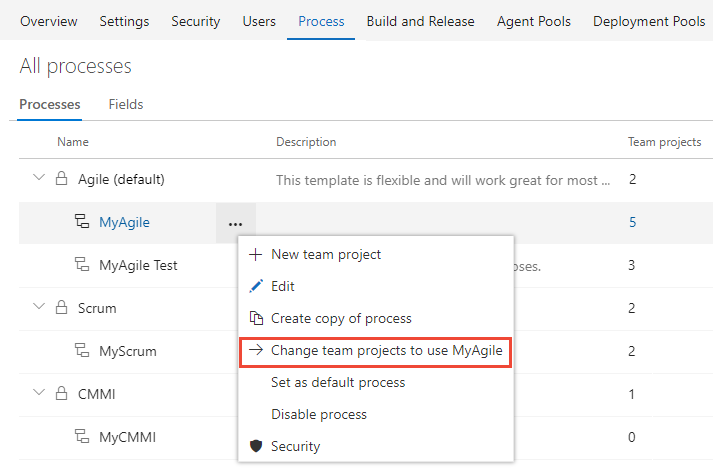 Overview Settings Security Users Process Build and Release Agent Pools Deployment Pools
All processes
Processes Fields
Name Description Team projects
Agile (default) This template is flexible and will work great for most ... 2
MyAgile ... 5
New team project
MyAgile Test oses. 3
Edit
Scrum 2
Create copy of process
MyScrum 2
Change team projects to use MyAgile
Set as default process
CMMI 1
Disable process
MyCMMI 0
Security